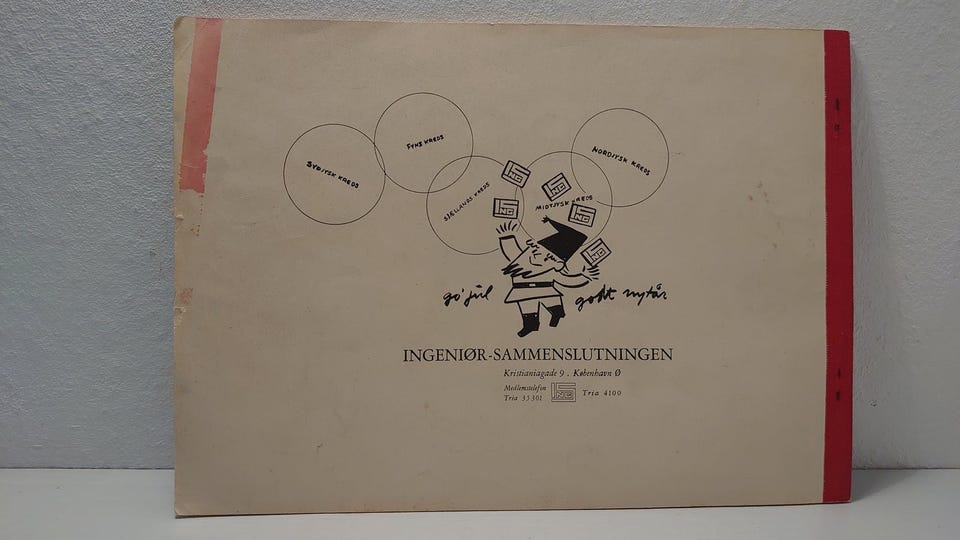 SYDJYSK KREDS
FYNS KREDS
SJÆLLANDS KREDS
MIDTJYSK KREDS
NORDJYSK KREDS
go' jul
godt nytår
INGENIØR-SAMMENSLUTNINGEN
Kristianiagade 9 . København Ø
Medlemstelefon
Tria 35301
Tria 4100